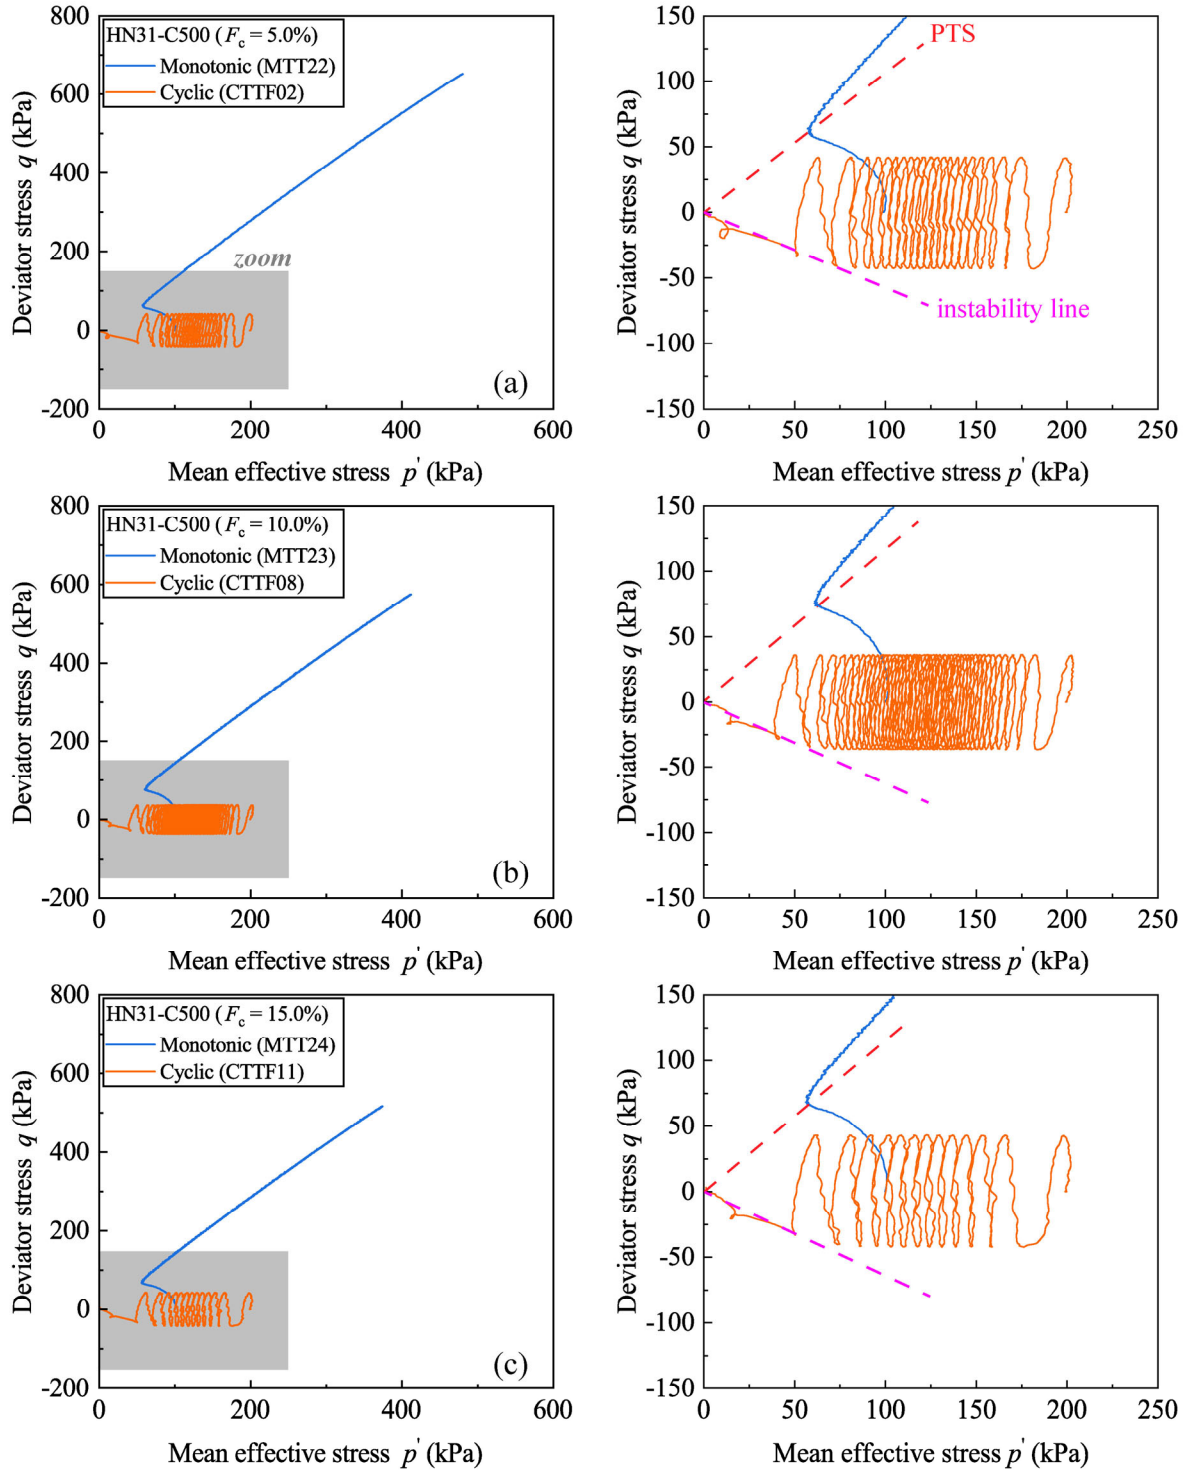 800
600
400
200
0
-200
0
200
400
600
HN31-C500 (Fc = 5.0%)
Monotonic (MTT22)
Cyclic (CTTF02)
zoom
(a)
Deviator stress q (kPa)
Mean effective stress p' (kPa)
150
100
50
0
-50
-100
-150
0
50
100
150
200
250
PTS
instability line
Deviator stress q (kPa)
Mean effective stress p' (kPa)
800
600
400
200
0
-200
0
200
400
600
HN31-C500 (Fc = 10.0%)
Monotonic (MTT23)
Cyclic (CTTF08)
(b)
Deviator stress q (kPa)
Mean effective stress p' (kPa)
150
100
50
0
-50
-100
-150
0
50
100
150
200
250
Deviator stress q (kPa)
Mean effective stress p' (kPa)
800
600
400
200
0
-200
0
200
400
600
HN31-C500 (Fc = 15.0%)
Monotonic (MTT24)
Cyclic (CTTF11)
(c)
Deviator stress q (kPa)
Mean effective stress p' (kPa)
150
100
50
0
-50
-100
-150
0
50
100
150
200
250
Deviator stress q (kPa)
Mean effective stress p' (kPa)